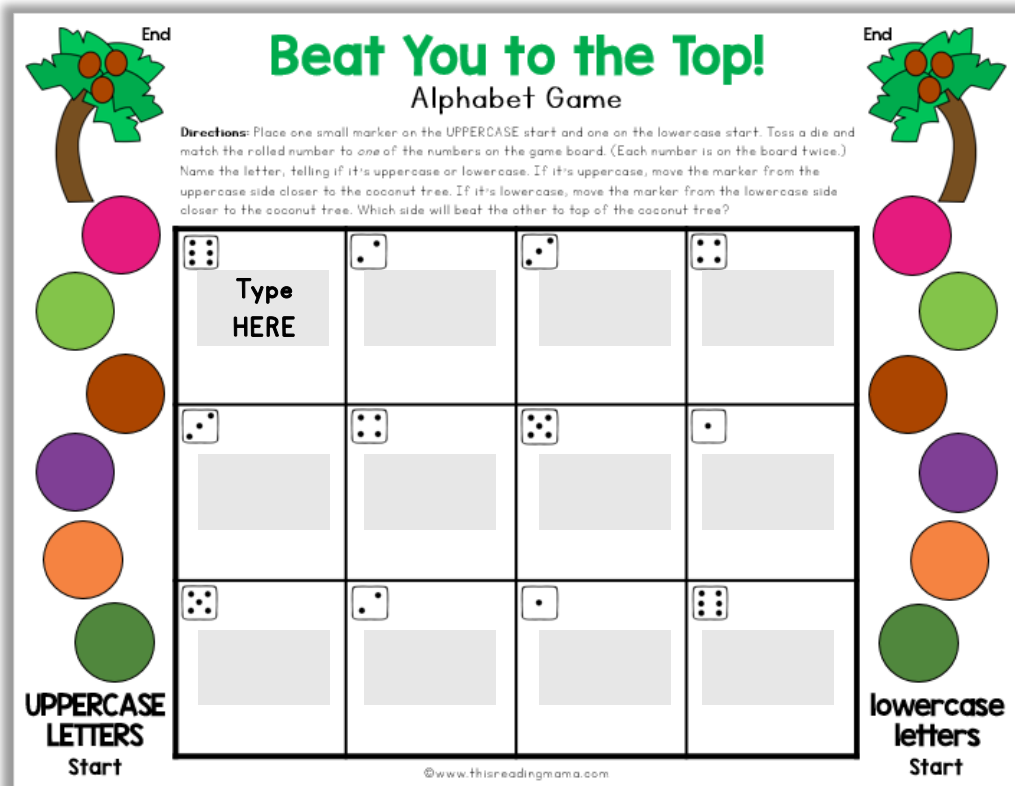 End
End
Beat You to the Top!
Alphabet Game
Directions: Place one small marker on the UPPERCASE start and one on the lowercase start. Toss a die and
match the rolled number to one of the numbers on the game board. (Each number is on the board twice.)
Name the letter, telling if it's uppercase or lowercase. If it's uppercase, move the marker from the
uppercase side closer to the coconut tree. If it's lowercase, move the marker from the lowercase side
closer to the coconut tree. Which side will beat the other to top of the coconut tree?
Type
HERE
UPPERCASE
LETTERS
Start
lowercase
letters
Start
©www.thisreadingmama.com